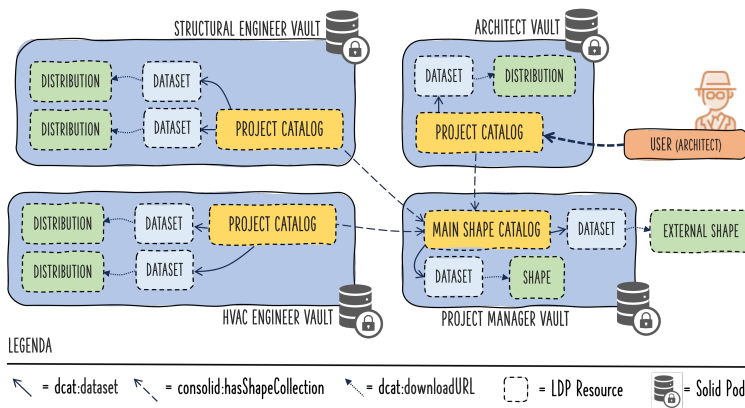 STRUCTURAL ENGINEER VAULT
ARCHITECT VAULT
DISTRIBUTION
DATASET
DISTRIBUTION
DATASET
PROJECT CATALOG
DATASET
DISTRIBUTION
PROJECT CATALOG
USER (ARCHITECT)
DISTRIBUTION
DATASET
PROJECT CATALOG
DISTRIBUTION
DATASET
MAIN SHAPE CATALOG
DATASET
EXTERNAL SHAPE
DATASET
SHAPE
HVAC ENGINEER VAULT
PROJECT MANAGER VAULT
LEGENDA
= dcat:dataset
= consolid:hasShapeCollection
= dcat:downloadURL
= LDP Resource
= Solid Pod